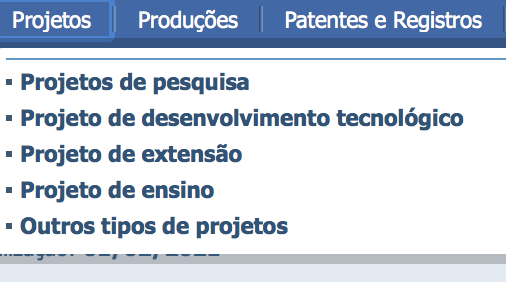 Projetos Produções Patentes e Registros
Projetos de pesquisa
Projeto de desenvolvimento tecnológico
Projeto de extensão
Projeto de ensino
Outros tipos de projetos